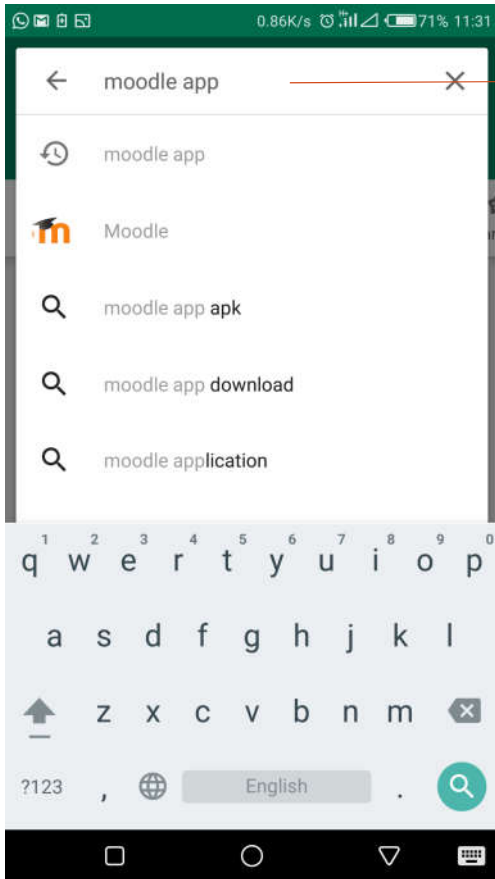 0.86K/s 71% 11:31
moodle app
moodle app
Moodle
moodle app apk
moodle app download
moodle application
1 2 3 4 5 6 7 8 9 0
q w e r t y u i o p
a s d f g h j k l
z x c v b n m
?123 , English .